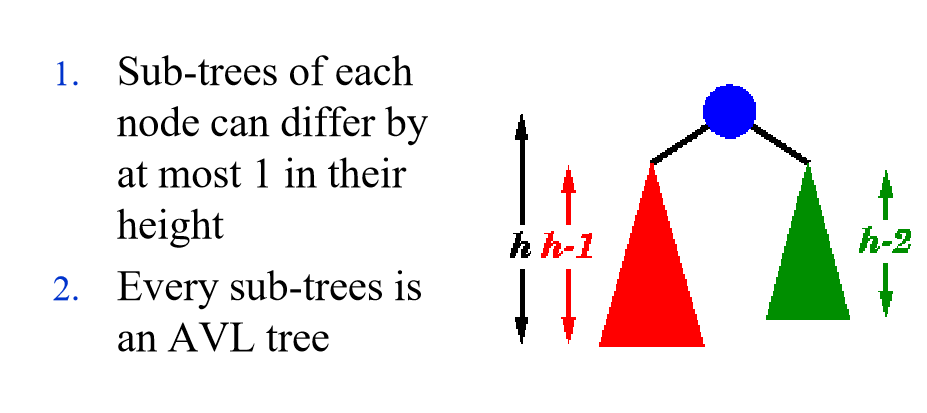 1. Sub-trees of each
node can differ by
at most 1 in their
height
2. Every sub-trees is
an AVL tree
h h-1
h-2